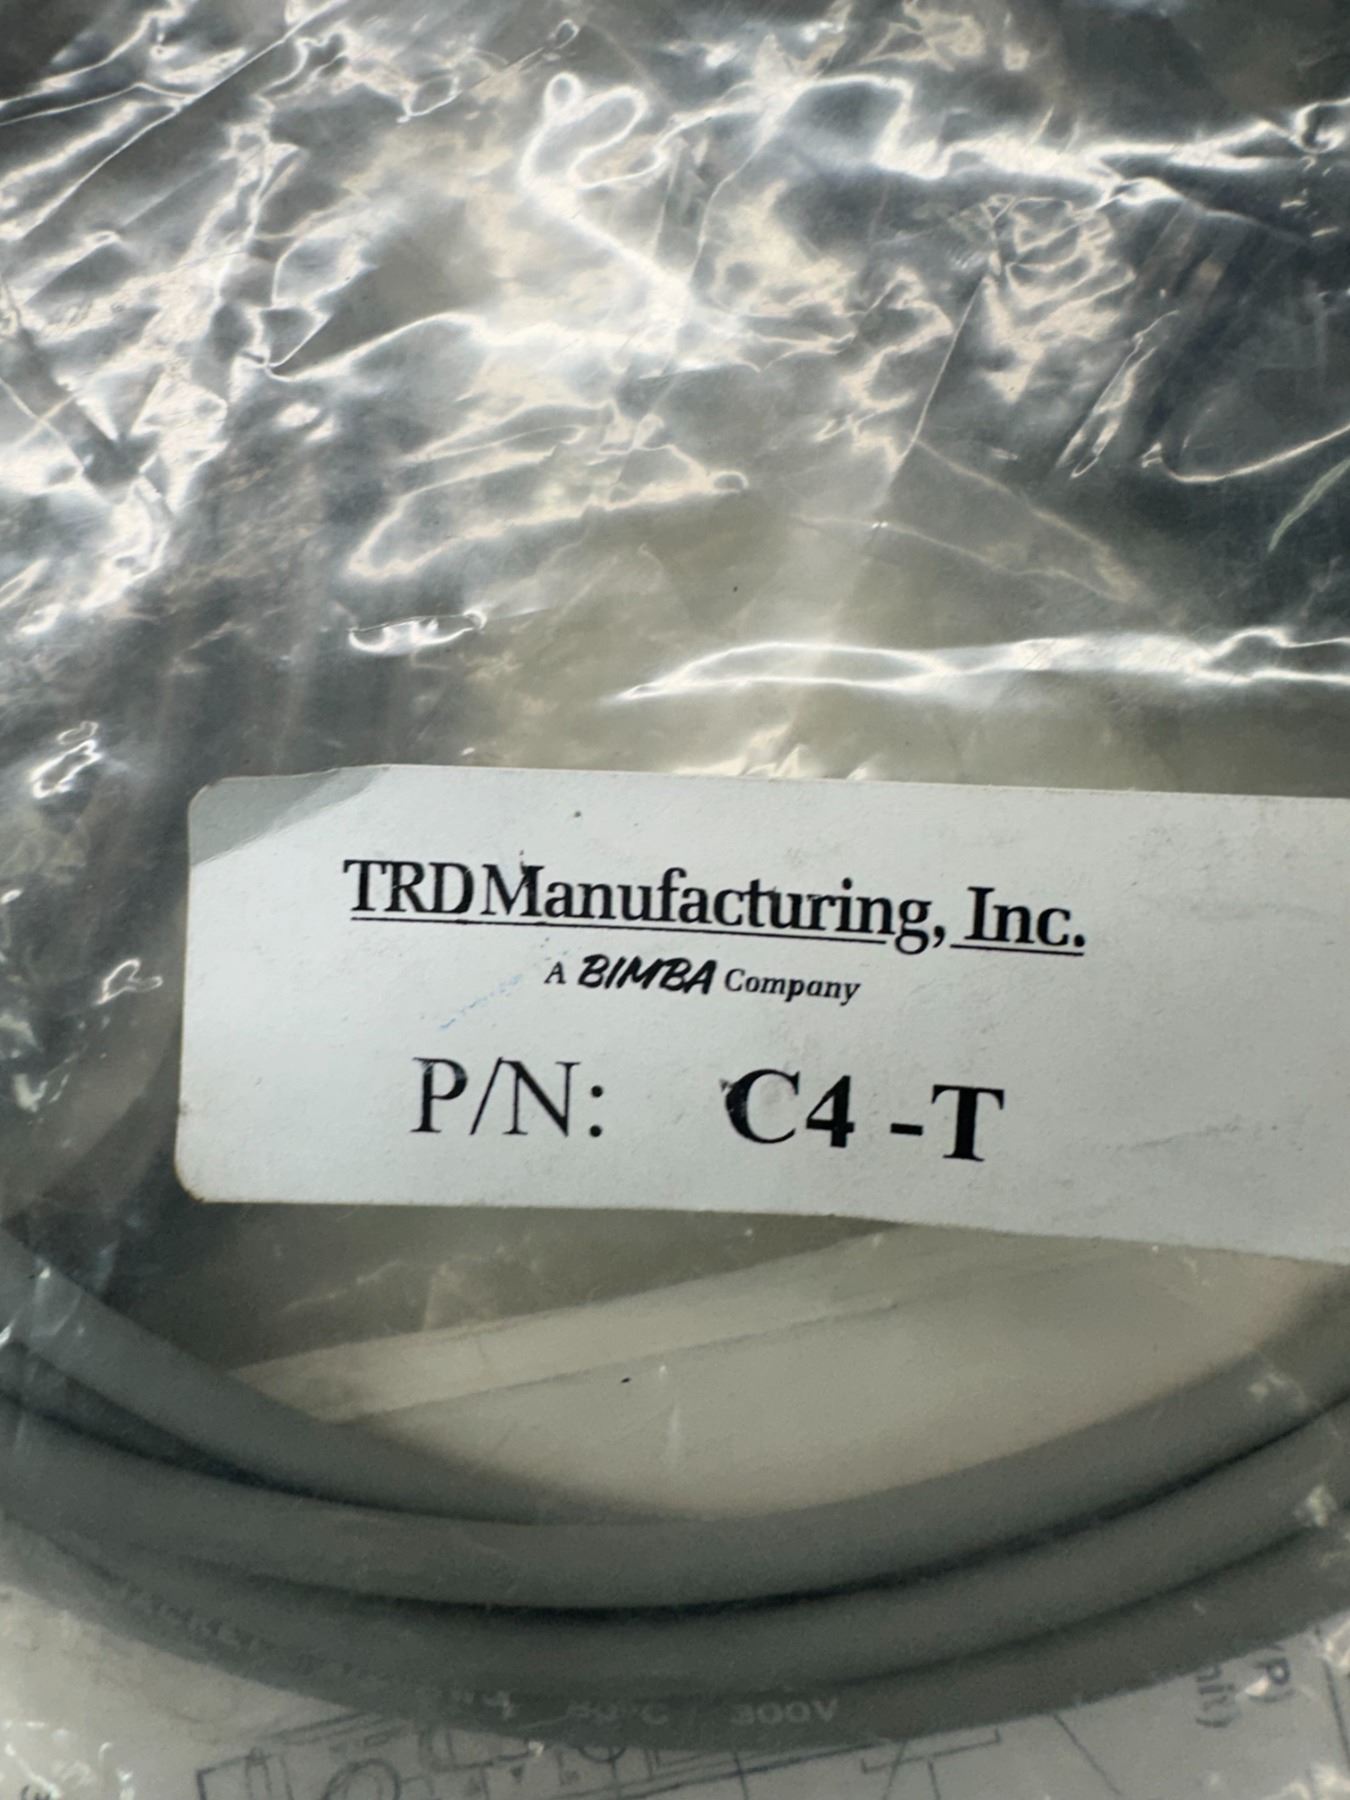 TRD Manufacturing, Inc.
A BIMBA Company
P/N: C4 -T
300V